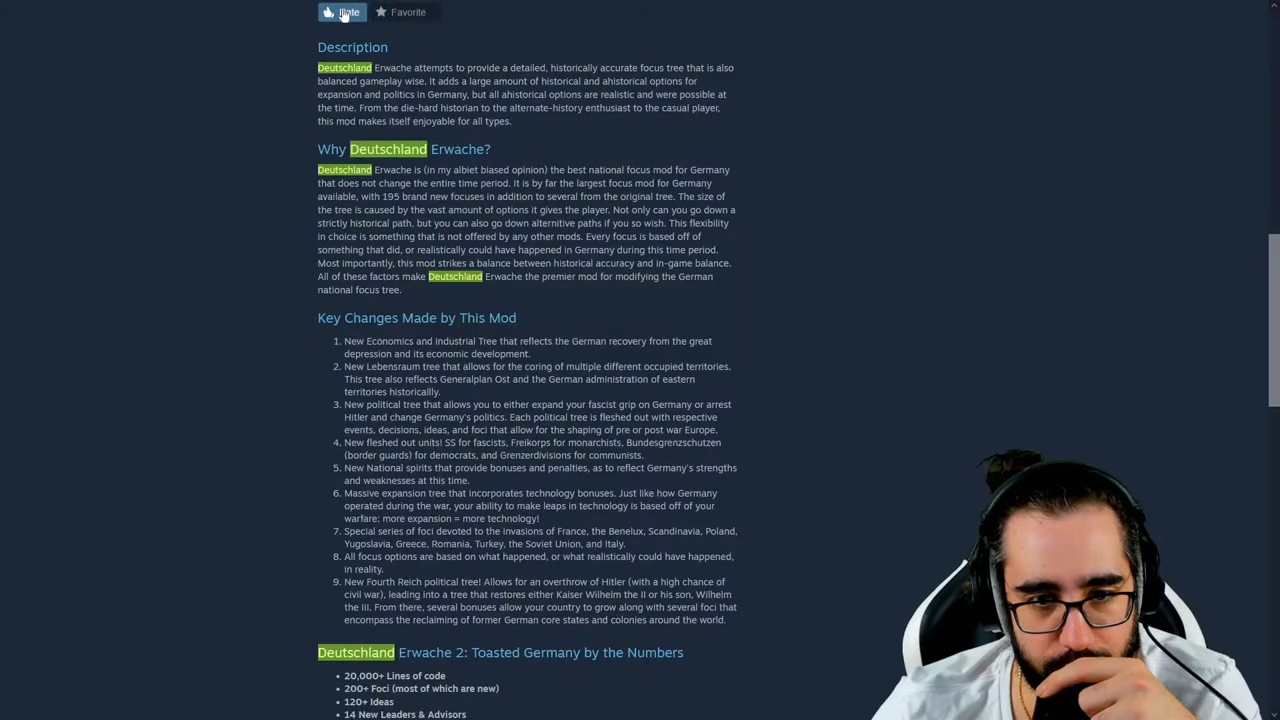 Favorite
Description
Deutschland Erwache attempts to provide a detailed, historically accurate focus tree that is also
balanced gameplay wise. It adds a large amount of historical and ahistorical options for
expansion and politics in Germany, but all ahistorical options are realistic and were possible at
the time. From the die-hard historian to the alternate-history enthusiast to the casual player,
this mod makes itself enjoyable for all types.
Why Deutschland Erwache?
Deutschland Erwache is (in my albiet biased opinion) the best national focus mod for Germany
that does not change the entire time period. It is by far the largest focus mod for Germany
available, with 195 brand new focuses in addition to several from the original tree. The size of
the tree is caused by the vast amount of options it gives the player. Not only can you go down a
strictly historical path, but you can also go down alternitive paths if you so wish. This flexibility
in choice is something that is not offered by any other mods. Every focus is based off of
something that did, or realistically could have happened in Germany during this time period.
Most importantly, this mod strikes a balance between historical accuracy and in-game balance.
All of these factors make Deutschland Erwache the premier mod for modifying the German
national focus tree.
Key Changes Made by This Mod
1. New Economics and Industrial Tree that reflects the German recovery from the great
depression and its economic development.
2. New Lebensraum tree that allows for the coring of multiple different occupied territories.
This tree also reflects Generalplan Ost and the German administration of eastern
territories historically.
3. New political tree that allows you to either expand your fascist grip on Germany or arrest
Hitler and change Germany's politics. Each political tree is fleshed out with respective
events, decisions, ideas, and foci that allow for the shaping of pre or post war Europe.
4. New fleshed out units! SS for fascists, Freikorps for monarchists, Bundesgrenzschutzen
(border guards) for democrats, and Grenzerdivisions for communists.
5. New National spirits that provide bonuses and penalties, as to reflect Germany's strengths
and weaknesses at this time.
6. Massive expansion tree that incorporates technology bonuses. Just like how Germany
operated during the war, your ability to make leaps in technology is based off of your
warfare: more expansion = more technology!
7. Special series of foci devoted to the invasions of France, the Benelux, Scandinavia, Poland,
Yugoslavia, Greece, Romania, Turkey, the Soviet Union, and Italy.
8. All focus options are based on what happened, or what realistically could have happened,
in reality.
9. New Fourth Reich political tree! Allows for an overthrow of Hitler (with a high chance of
civil war), leading into a tree that restores either Kaiser Wilhelm the II or his son, Wilhelm
the III. From there, several bonuses allow your country to grow along with several foci that
encompass the reclaiming of former German core states and colonies around the world.
Deutschland Erwache 2: Toasted Germany by the Numbers
• 20,000+ Lines of code
• 200+ Foci (most of which are new)
• 120+ Ideas
• 14 New Leaders & Advisors